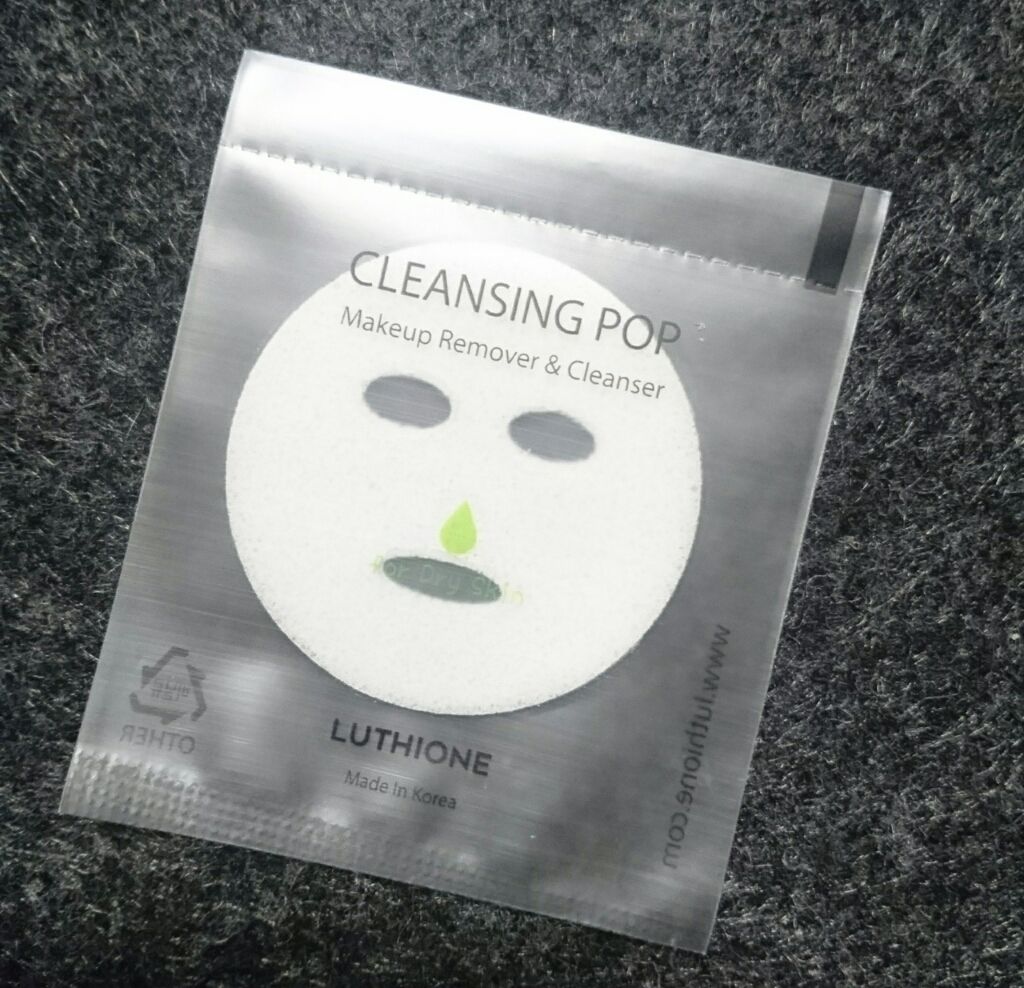 CLEANSING POP
Makeup Remover & Cleanser
for Dry Skin
LUTHIONE
Made In Korea
OTHER
www.luthione.com